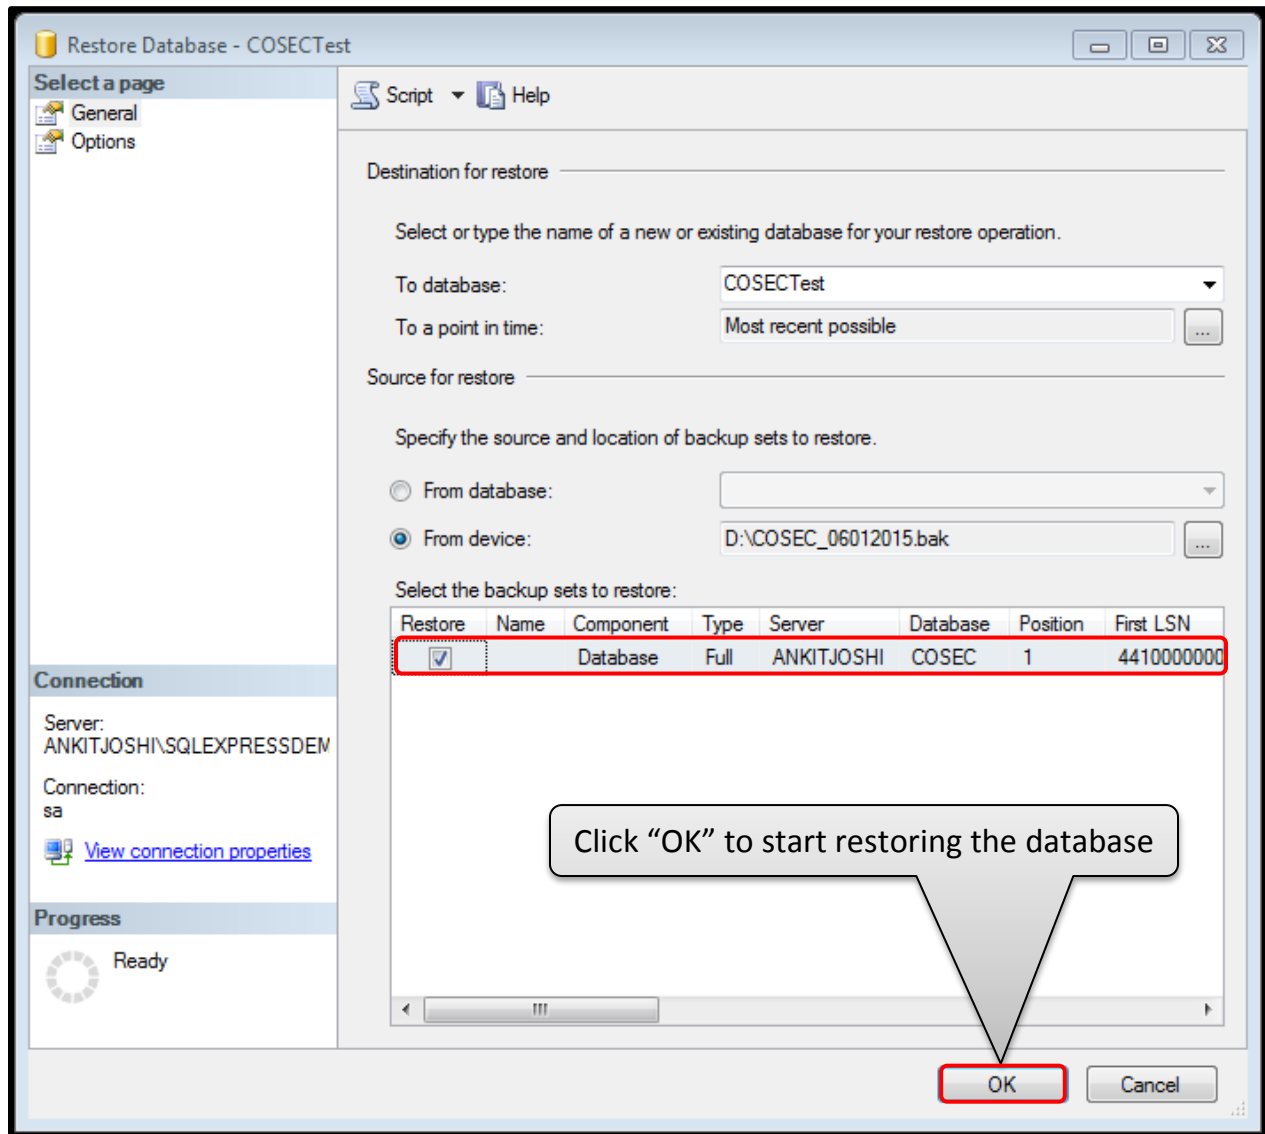 Restore Database - COSECTest
Select a page
General
Options
Script
Help
Destination for restore
Select or type the name of a new or existing database for your restore operation.
To database:
COSECTest
To a point in time:
Most recent possible
...
Source for restore
Specify the source and location of backup sets to restore.
From database:
From device:
D:\COSEC_06012015.bak
...
Select the backup sets to restore:
Restore Name Component Type Server Database Position First LSN
Database Full ANKITJOSHI COSEC 1 4410000000
Connection
Server:
ANKITJOSHI\SQLEXPRESSDEM
Connection:
sa
View connection properties
Click “OK” to start restoring the database
Progress
Ready
OK
Cancel